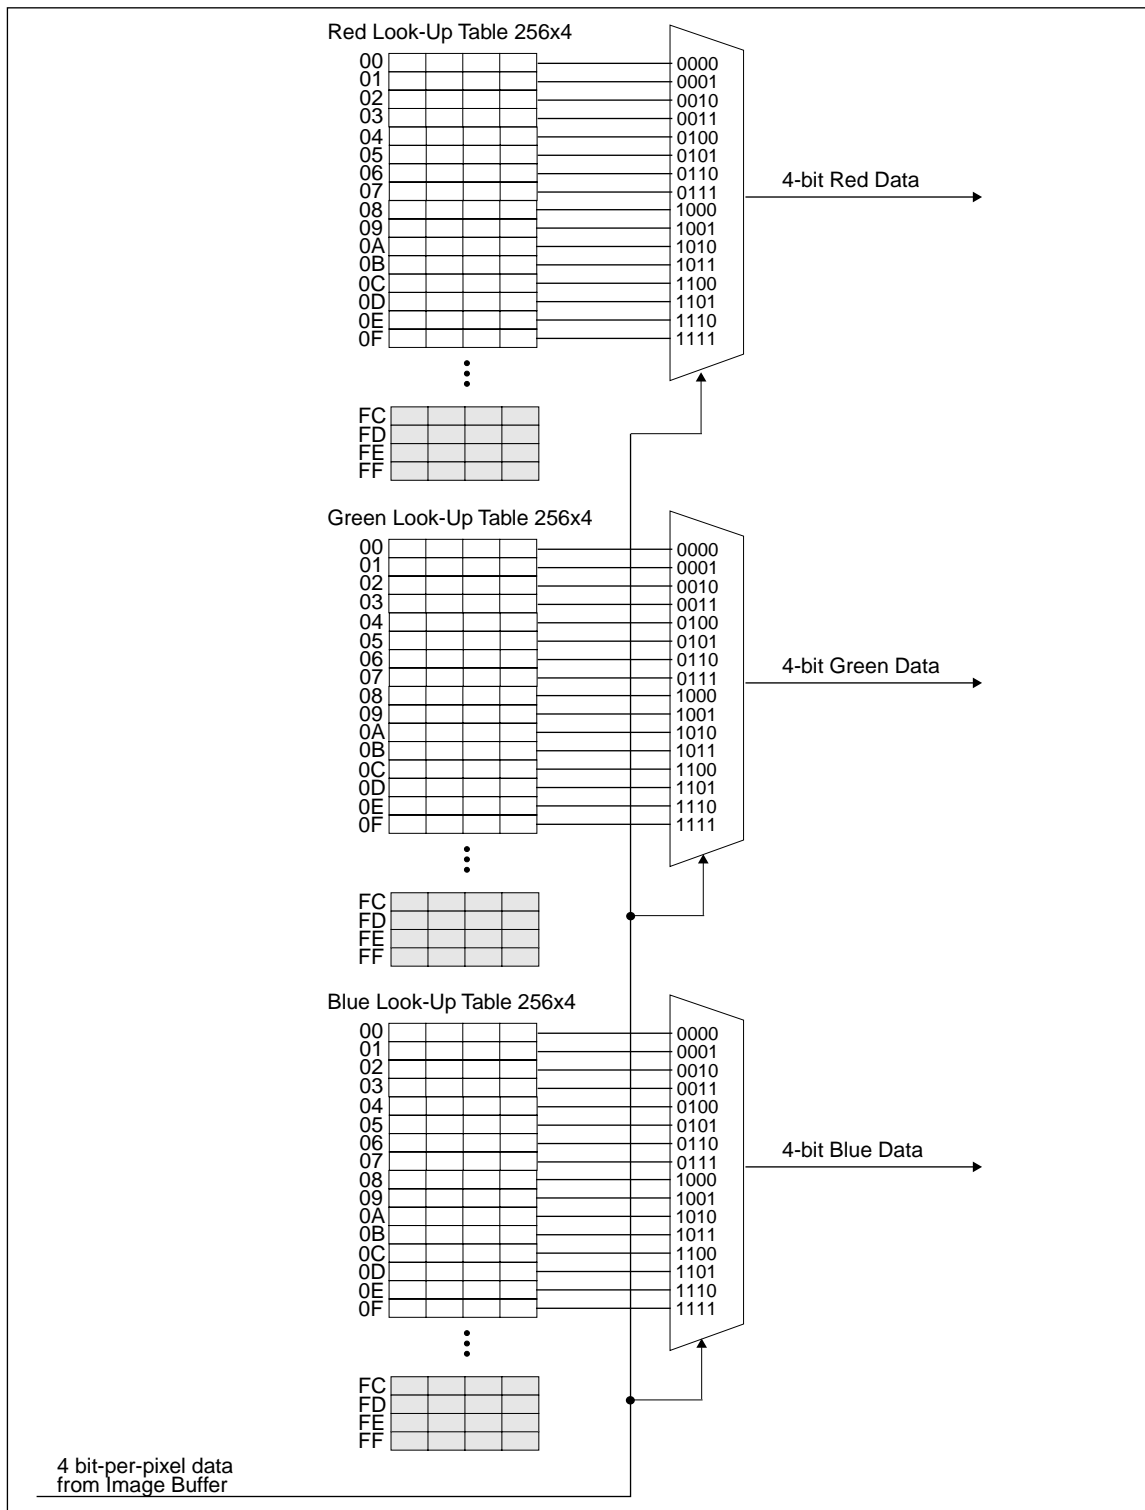 Red Look-Up Table 256x4
00 0000
01 0001
02 0010
03 0011
04 0100
05 0101
06 0110
07 0111
08 1000
09 1001
0A 1010
0B 1011
0C 1100
0D 1101
0E 1110
0F 1111
4-bit Red Data
FC
FD
FE
FF
Green Look-Up Table 256x4
00 0000
01 0001
02 0010
03 0011
04 0100
05 0101
06 0110
07 0111
08 1000
09 1001
0A 1010
0B 1011
0C 1100
0D 1101
0E 1110
0F 1111
4-bit Green Data
FC
FD
FE
FF
Blue Look-Up Table 256x4
00 0000
01 0001
02 0010
03 0011
04 0100
05 0101
06 0110
07 0111
08 1000
09 1001
0A 1010
0B 1011
0C 1100
0D 1101
0E 1110
0F 1111
4-bit Blue Data
FC
FD
FE
FF
4 bit-per-pixel data
from Image Buffer